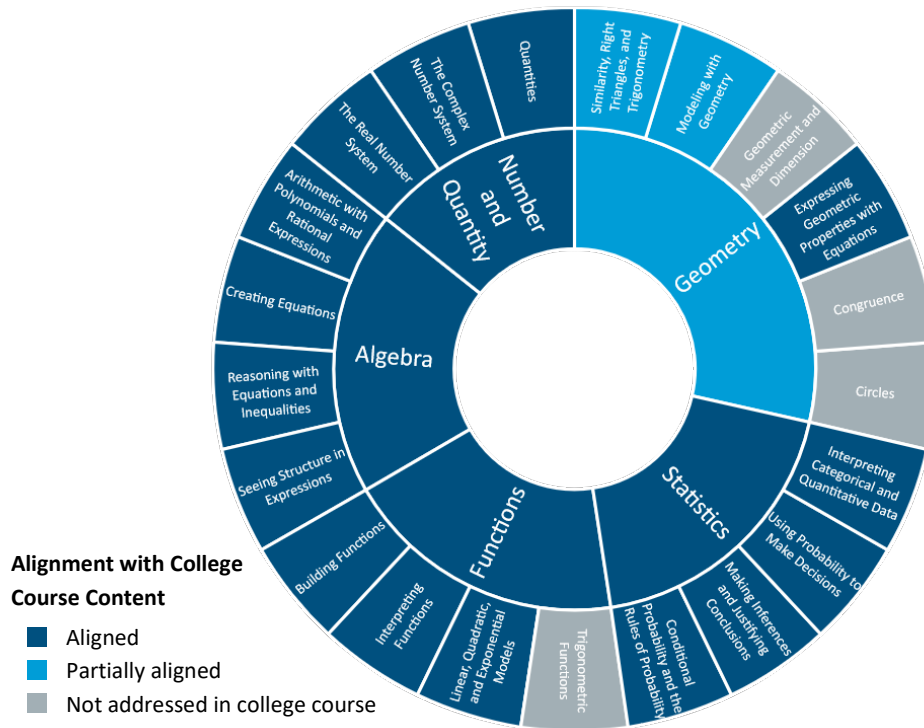 Quantities
The Complex
Number System
The Real Number
System
Number
and
Quantity
Similarity, Right
Triangles, and
Trigonometry
Modeling with
Geometry
Geometric
Measurement and
Dimension
Expressing
Geometric
Properties with
Equations
Congruence
Circles
Geometry
Interpreting
Categorical and
Quantitative Data
Using Probability to
Make Decisions
Making Inferences
and Justifying
Conclusions
Conditional
Probability and the
Rules of Probability
Statistics
Trigonometric
Functions
Linear, Quadratic,
and Exponential
Models
Interpreting
Functions
Building Functions
Functions
Seeing Structure in
Expressions
Reasoning with
Equations and
Inequalities
Creating Equations
Arithmetic with
Polynomials and
Rational
Expressions
Algebra
Alignment with College
Course Content
Aligned
Partially aligned
Not addressed in college course